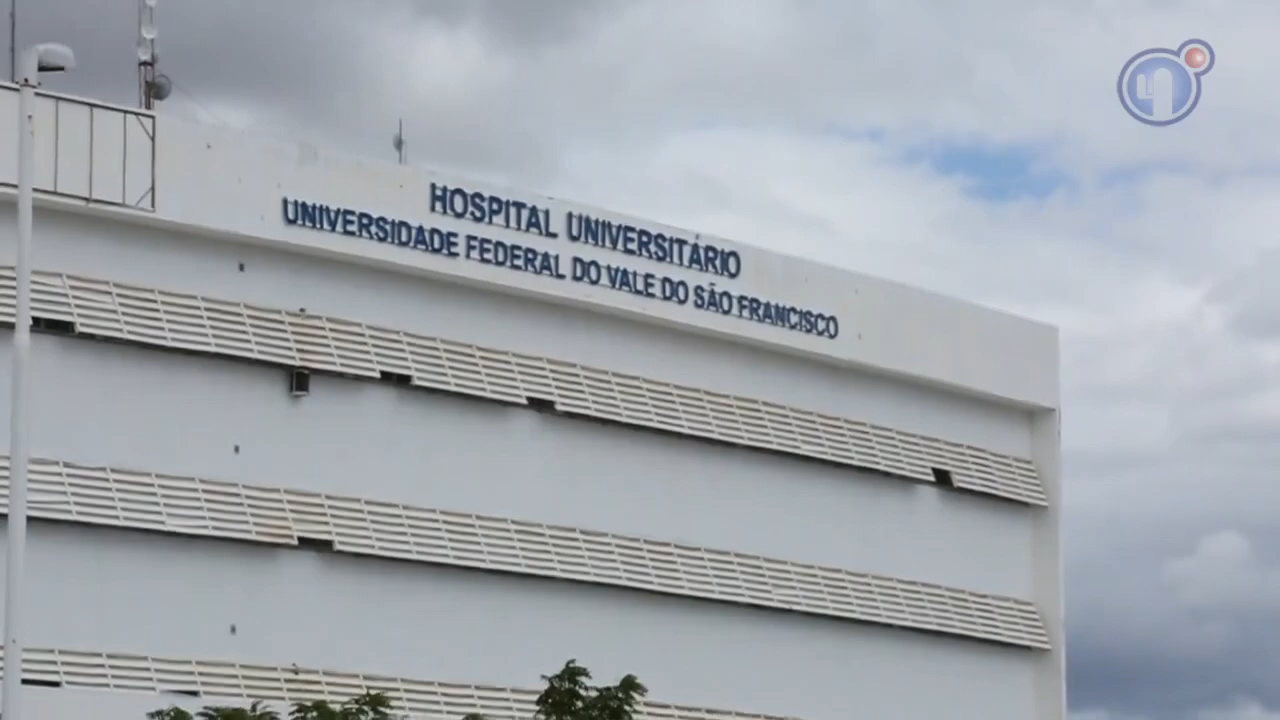 HOSPITAL UNIVERSITÁRIO
UNIVERSIDADE FEDERAL DO VALE DO SÃO FRANCISCO